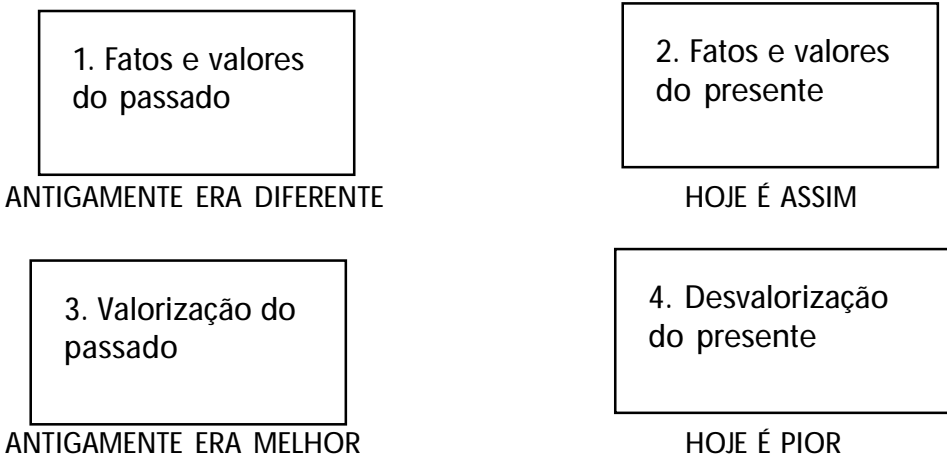 1. Fatos e valores
do passado
2. Fatos e valores
do presente
ANTIGAMENTE ERA DIFERENTE
HOJE É ASSIM
3. Valorização do
passado
4. Desvalorização
do presente
ANTIGAMENTE ERA MELHOR
HOJE É PIOR